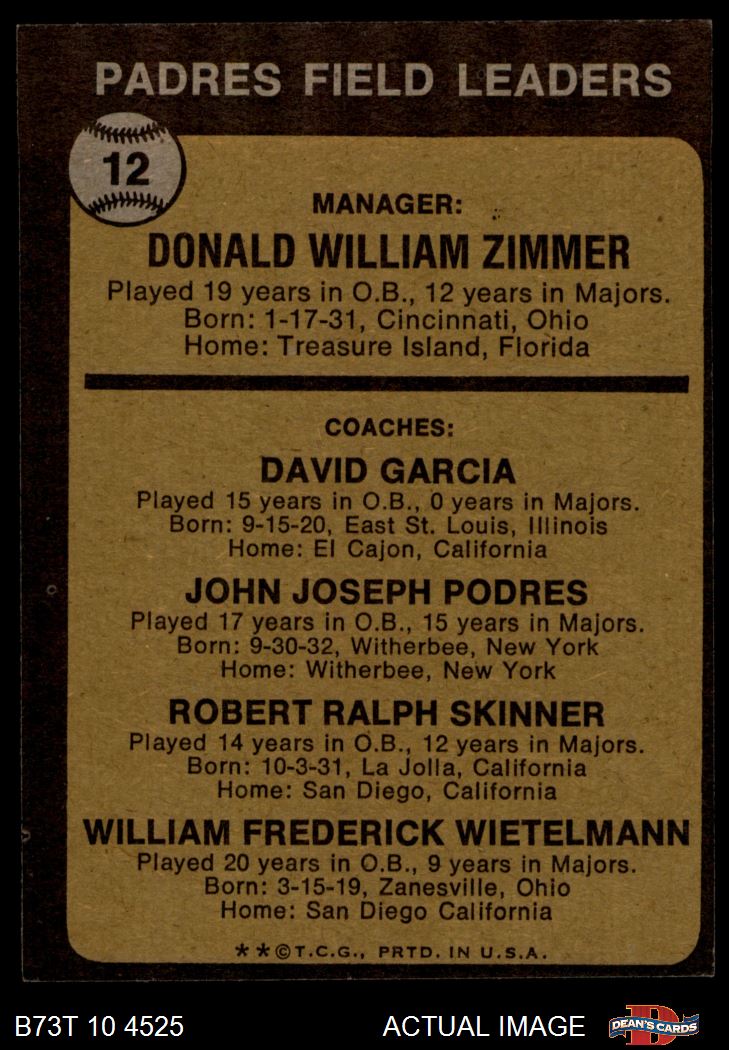 PADRES FIELD LEADERS
12
MANAGER:
DONALD WILLIAM ZIMMER
Played 19 years in O.B., 12 years in Majors.
Born: 1-17-31, Cincinnati, Ohio
Home: Treasure Island, Florida
COACHES:
DAVID GARCIA
Played 15 years in O.B., 0 years in Majors.
Born: 9-15-20, East St. Louis, Illinois
Home: El Cajon, California
JOHN JOSEPH PODRES
Played 17 years in O.B., 15 years in Majors.
Born: 9-30-32, Witherbee, New York
Home: Witherbee, New York
ROBERT RALPH SKINNER
Played 14 years in O.B., 12 years in Majors.
Born: 10-3-31, La Jolla, California
Home: San Diego, California
WILLIAM FREDERICK WIETELMANN
Played 20 years in O.B., 9 years in Majors.
Born: 3-15-19, Zanesville, Ohio
Home: San Diego California
**©T.C.G., PRTD. IN U.S.A.
B73T 10 4525 ACTUAL IMAGE D DEAN'S CARDS